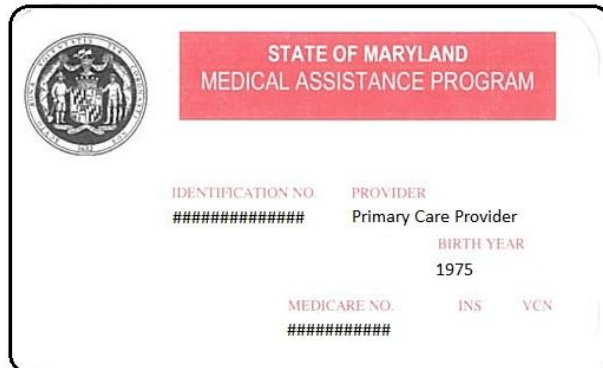 STATE OF MARYLAND
MEDICAL ASSISTANCE PROGRAM
IDENTIFICATION NO. PROVIDER
############## Primary Care Provider
BIRTH YEAR
1975
MEDICARE NO. INS VCN
###########
1632